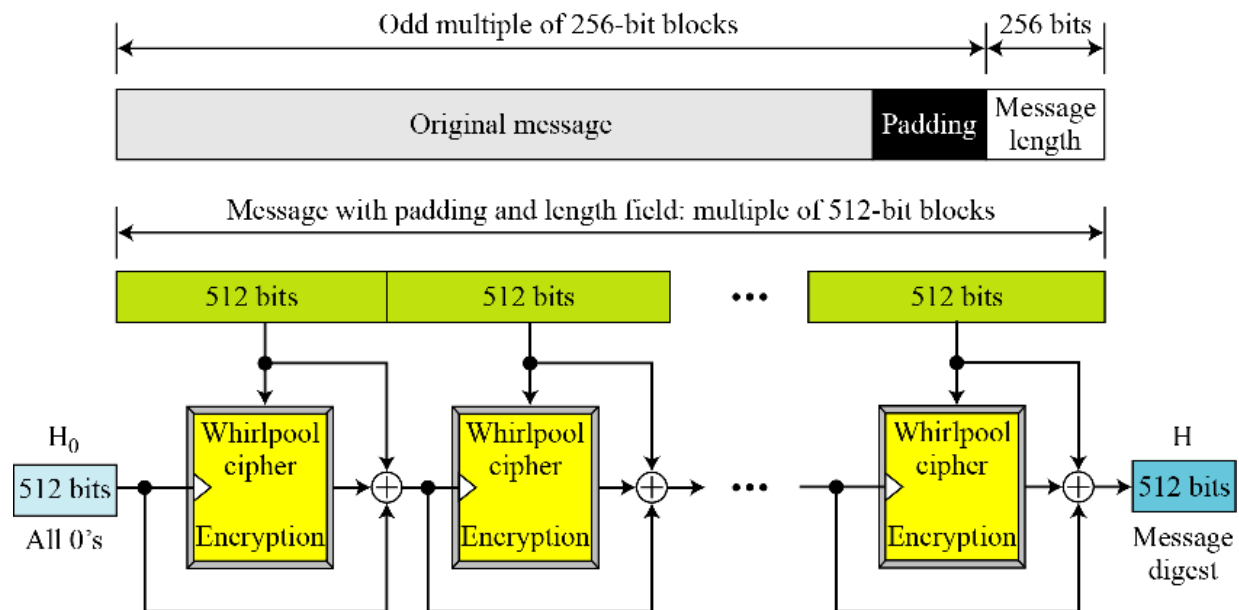 Odd multiple of 256-bit blocks
256 bits
Original message
Padding
Message
length
Message with padding and length field: multiple of 512-bit blocks
512 bits
512 bits
•••
512 bits
H₀
512 bits
All 0's
Whirlpool
cipher
Encryption
Whirlpool
cipher
Encryption
•••
Whirlpool
cipher
Encryption
H
512 bits
Message
digest